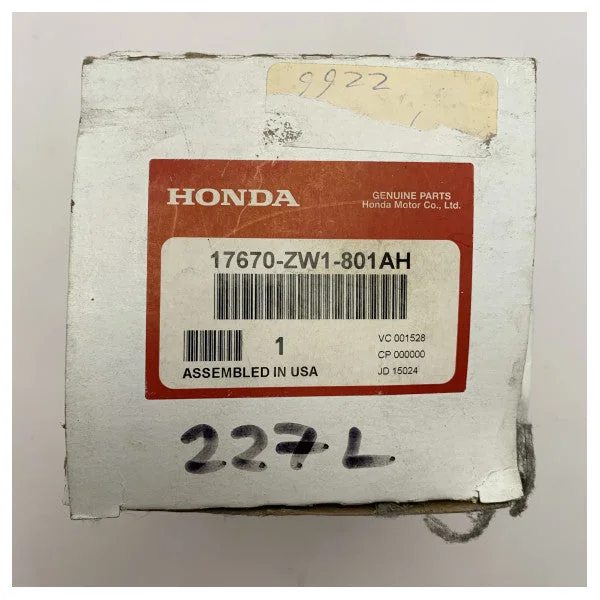 9922
HONDA
GENUINE PARTS
Honda Motor Co., Ltd.
17670-ZW1-801AH
1
VC 001528
CP 000000
JD 15024
ASSEMBLED IN USA
227L